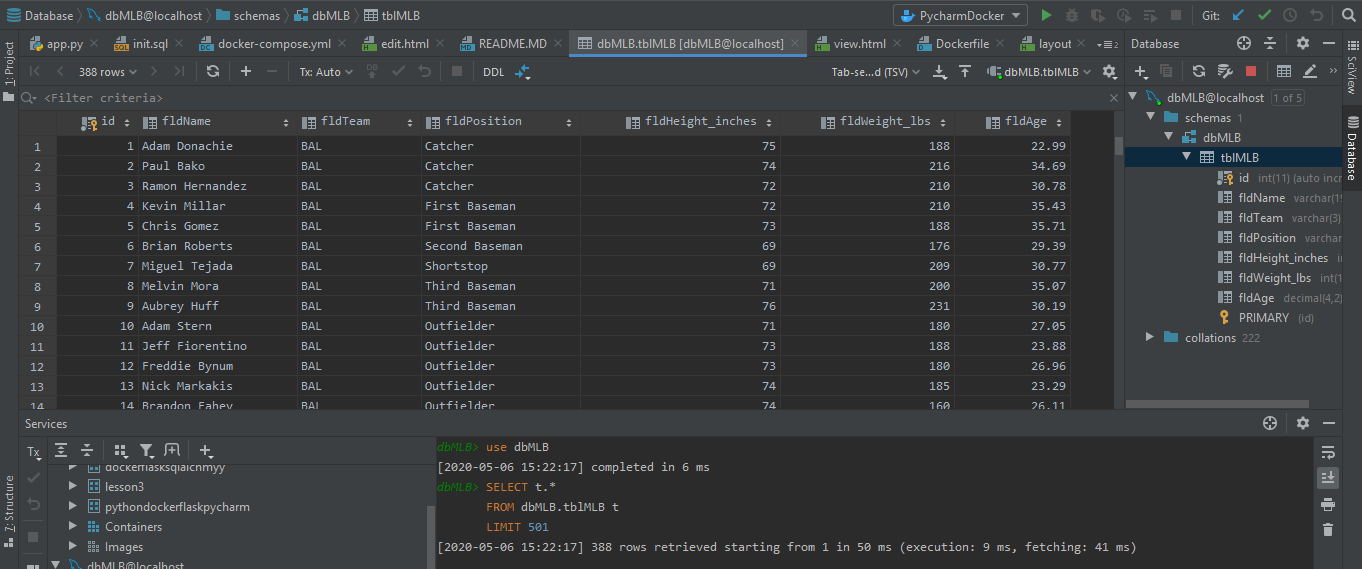 Database dbMLB@localhost schemas dbMLB tblMLB PycharmDocker Git:
app.py init.sql docker-compose.yml edit.html README.MD dbMLB.tblMLB [dbMLB@localhost] view.html Dockerfile layout 2 Database
388 rows Tx: Auto DB DDL Tab-se...d (TSV) dbMLB.tblMLB
<Filter criteria>
id fldName fldTeam fldPosition fldHeight_inches fldWeight_lbs fldAge
1 1 Adam Donachie BAL Catcher 75 188 22.99
2 2 Paul Bako BAL Catcher 74 216 34.69
3 3 Ramon Hernandez BAL Catcher 72 210 30.78
4 4 Kevin Millar BAL First Baseman 72 210 35.43
5 5 Chris Gomez BAL First Baseman 73 188 35.71
6 6 Brian Roberts BAL Second Baseman 69 176 29.39
7 7 Miguel Tejada BAL Shortstop 69 209 30.77
8 8 Melvin Mora BAL Third Baseman 71 200 35.07
9 9 Aubrey Huff BAL Third Baseman 76 231 30.19
10 10 Adam Stern BAL Outfielder 71 180 27.05
11 11 Jeff Fiorentino BAL Outfielder 73 188 23.88
12 12 Freddie Bynum BAL Outfielder 73 180 26.96
13 13 Nick Markakis BAL Outfielder 74 185 23.29
14 14 Brandon Fahey BAL Outfielder 74 160 26.11
dbMLB@localhost 1 of 5
schemas 1
dbMLB
tblMLB
id int(11) (auto incr
fldName varchar(15
fldTeam varchar(3)
fldPosition varchar
fldHeight_inches int
fldWeight_lbs int(1
fldAge decimal(4,2)
PRIMARY (id)
collations 222
1: Project
7: Structure
SciView
Database
Services
Tx
dockerflasksqlalchmyy
lesson3
pythondockerflaskpycharm
Containers
Images
dbMLB@localhost
dbMLB> use dbMLB
[2020-05-06 15:22:17] completed in 6 ms
dbMLB> SELECT t.*
FROM dbMLB.tblMLB t
LIMIT 501
[2020-05-06 15:22:17] 388 rows retrieved starting from 1 in 50 ms (execution: 9 ms, fetching: 41 ms)